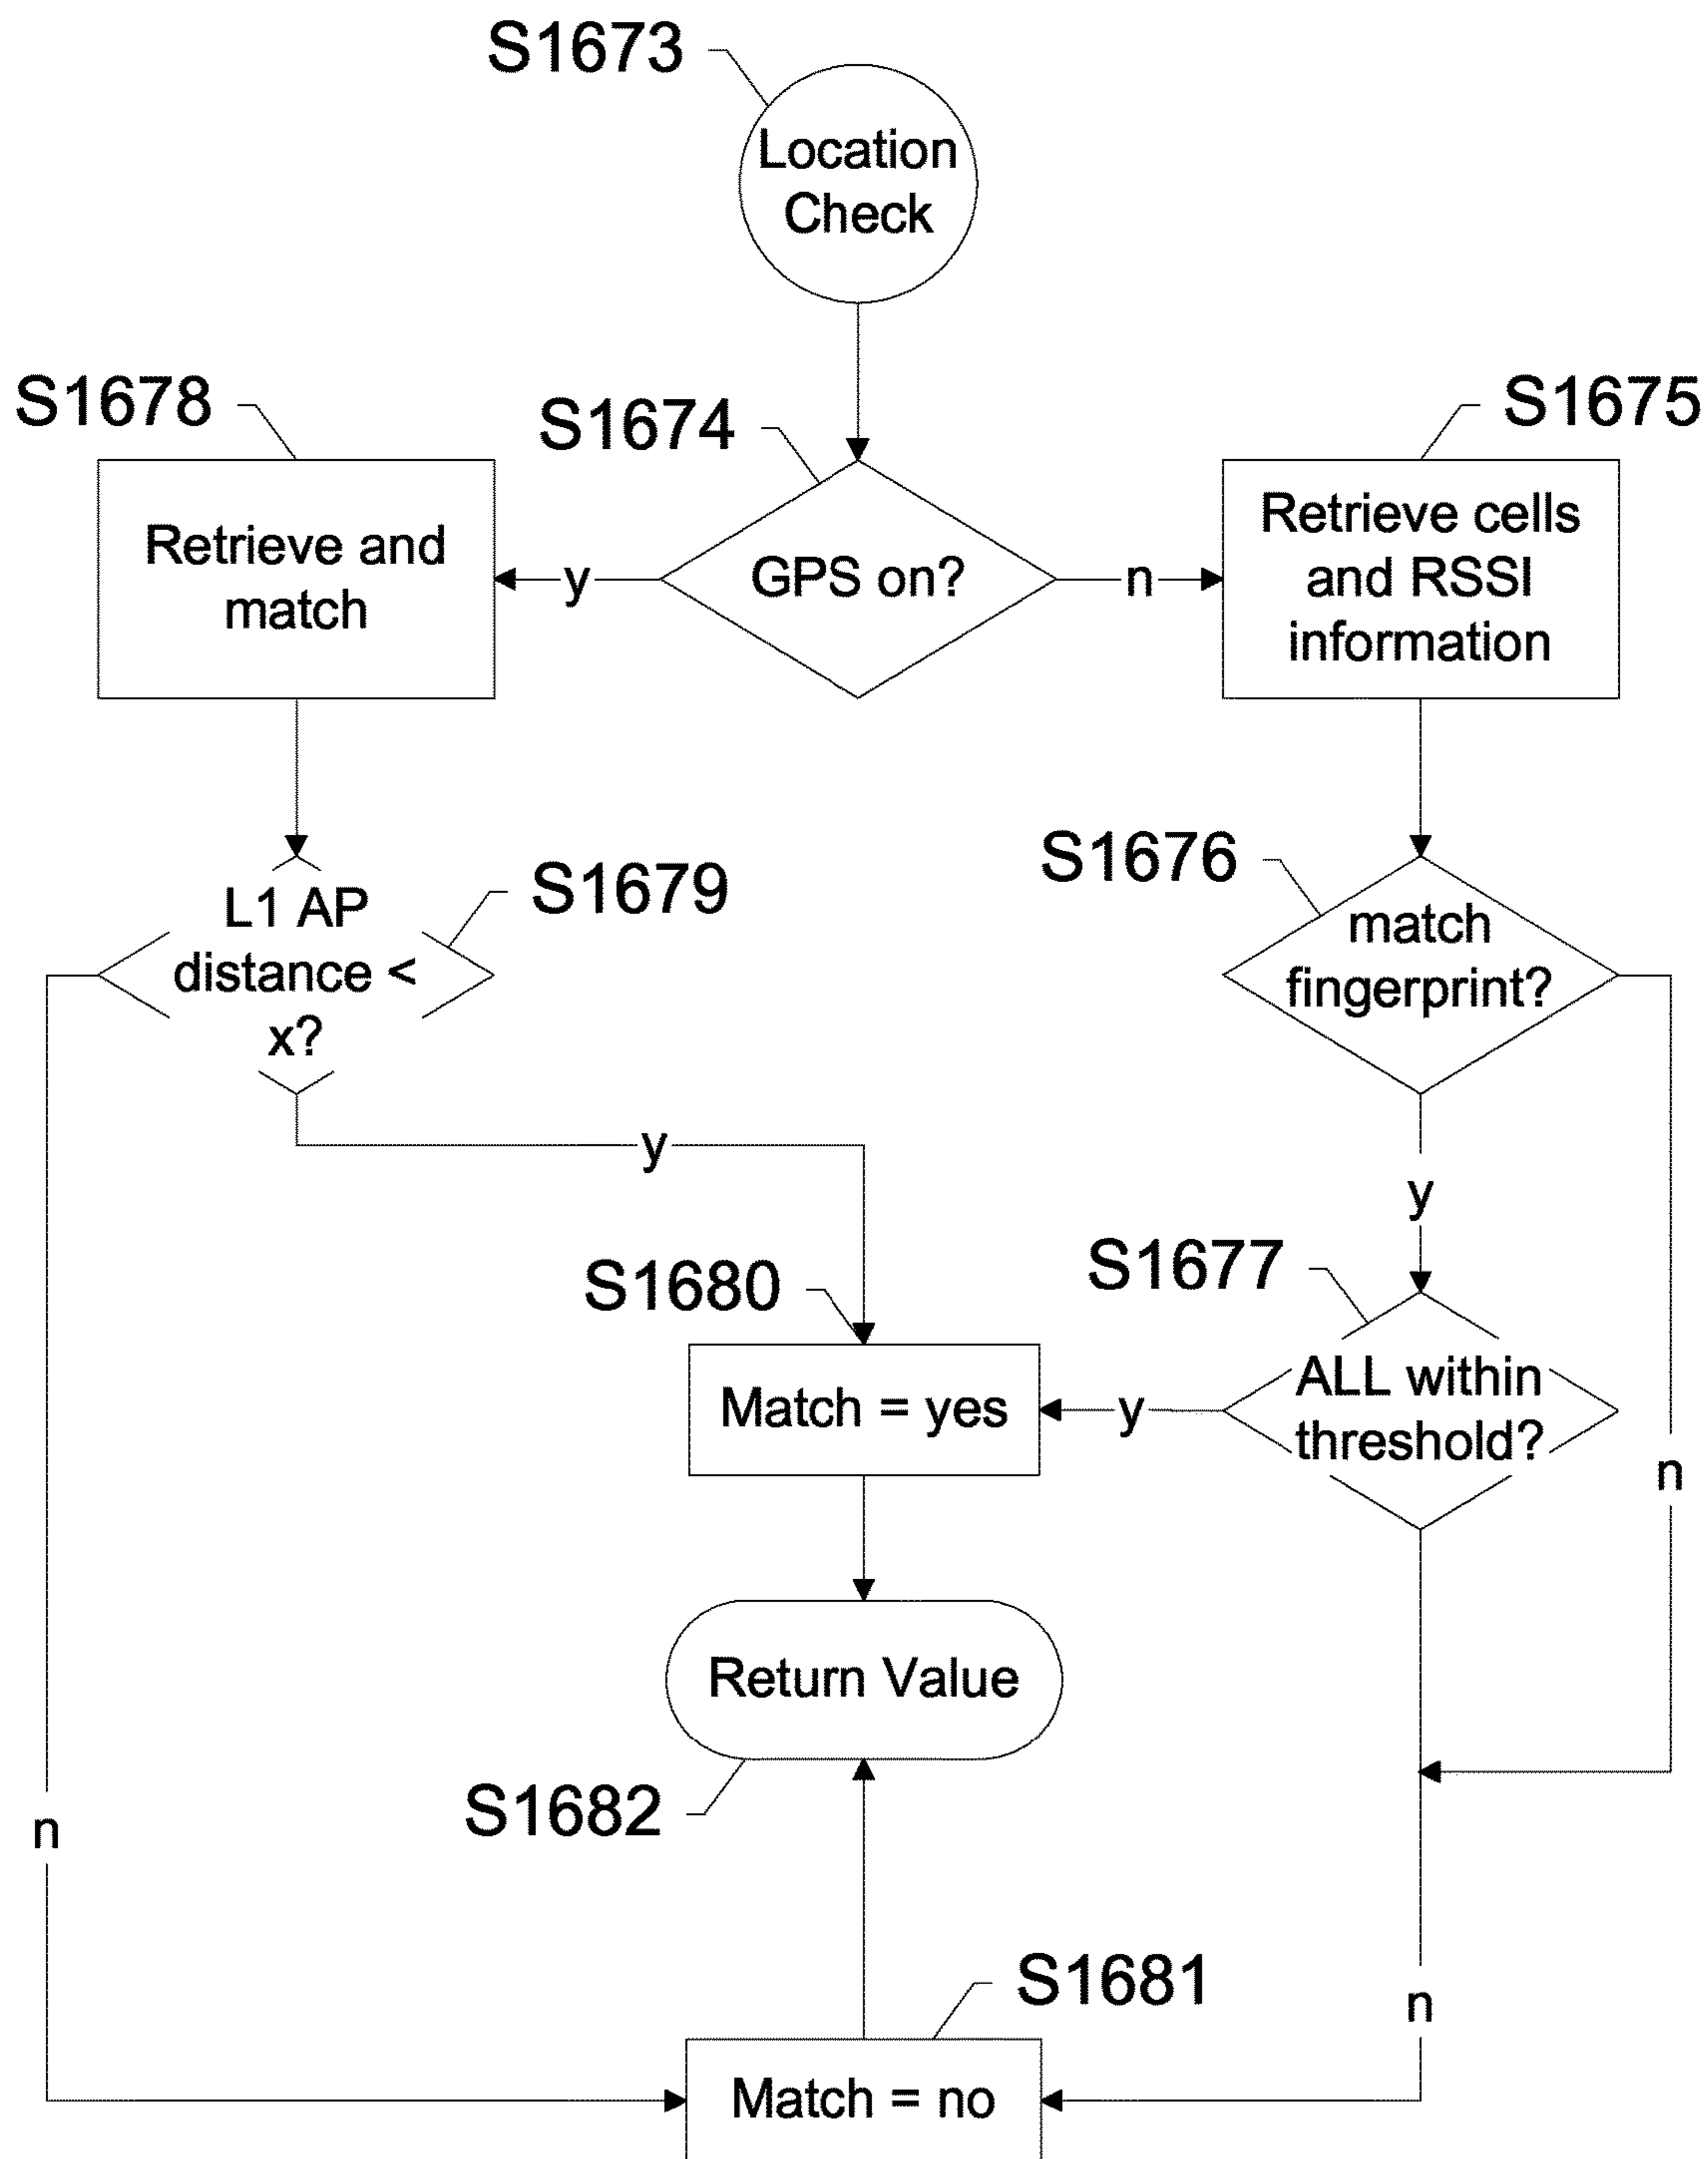 S1673
Location
Check
S1678
S1674
S1675
Retrieve and
match
y
GPS on?
n
Retrieve cells
and RSSI
information
S1679
L1 AP
distance <
x?
S1676
match
fingerprint?
y
y
S1680
S1677
Match = yes
y
ALL within
threshold?
n
Return Value
S1682
n
S1681
n
Match = no